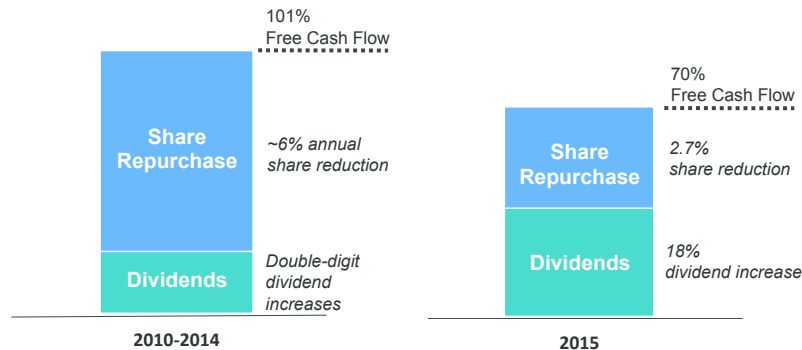 101%
Free Cash Flow
Share
Repurchase
~6% annual
share reduction
Dividends
Double-digit
dividend
increases
2010-2014
70%
Free Cash Flow
Share
Repurchase
2.7%
share reduction
Dividends
18%
dividend increase
2015